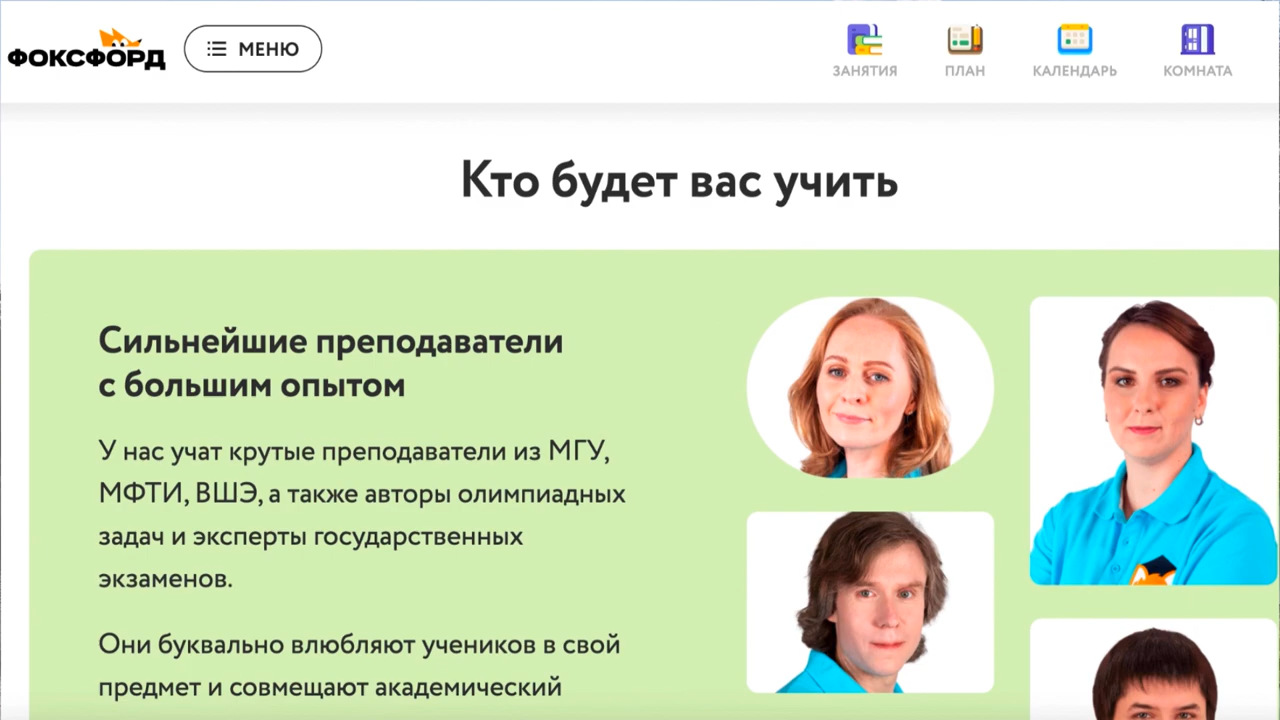 ФОКСФОРД
МЕНЮ
ЗАНЯТИЯ
ПЛАН
КАЛЕНДАРЬ
КОМНАТА
Кто будет вас учить
Сильнейшие преподаватели
с большим опытом
У нас учат крутые преподаватели из МГУ,
МФТИ, ВШЭ, а также авторы олимпиадных
задач и эксперты государственных
экзаменов.
Они буквально влюбляют учеников в свой
предмет и совмещают академический